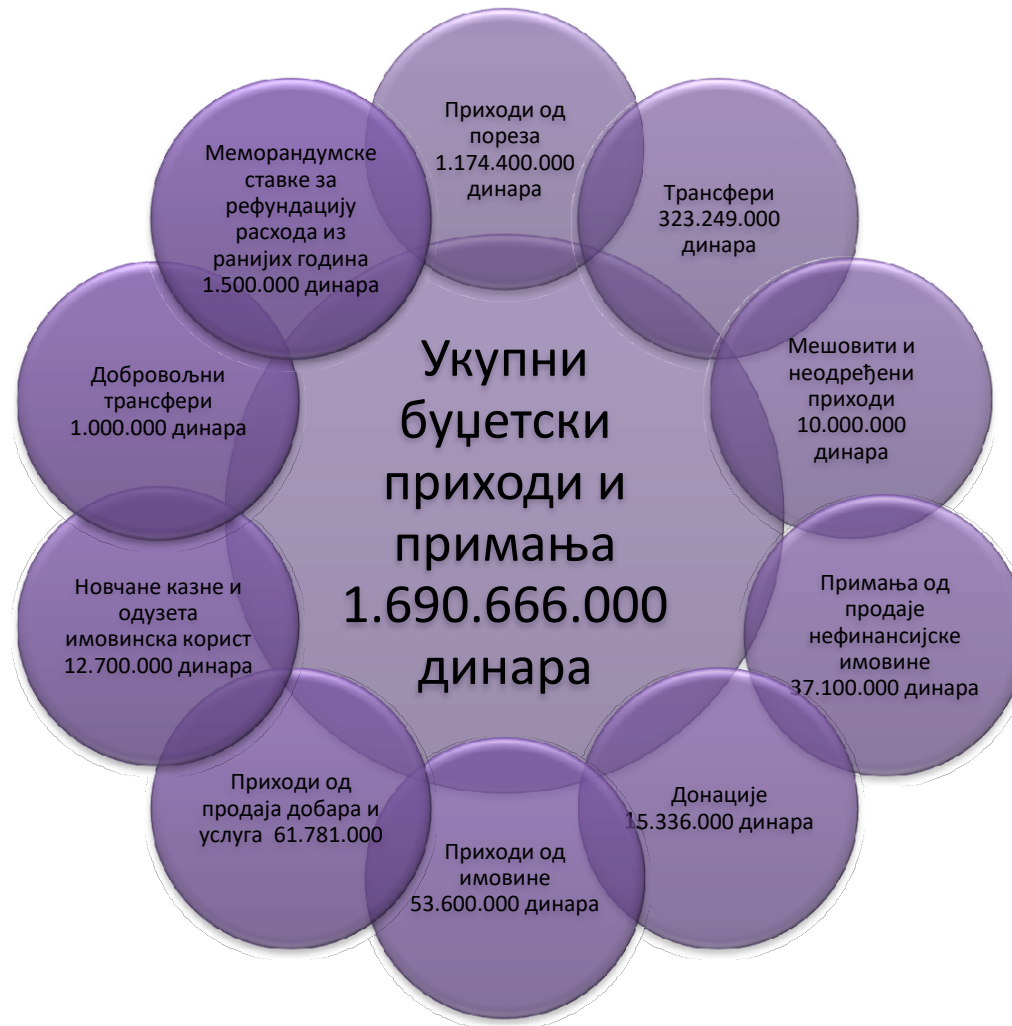 Приходи од
пореза
1.174.400.000
динара
Трансфери
323.249.000
динара
Мешовити и
неодређени
приходи
10.000.000
динара
Примања од
продаје
нефинансијске
имовине
37.100.000 динара
Донације
15.336.000 динара
Приходи од
имовине
53.600.000 динара
Приходи од
продаја добара и
услуга 61.781.000
Новчане казне и
одузета
имовинска корист
12.700.000 динара
Добровољни
трансфери
1.000.000 динара
Меморандумске
ставке за
рефундацију
расхода из
ранијих година
1.500.000 динара
Укупни
буџетски
приходи и
примања
1.690.666.000
динара